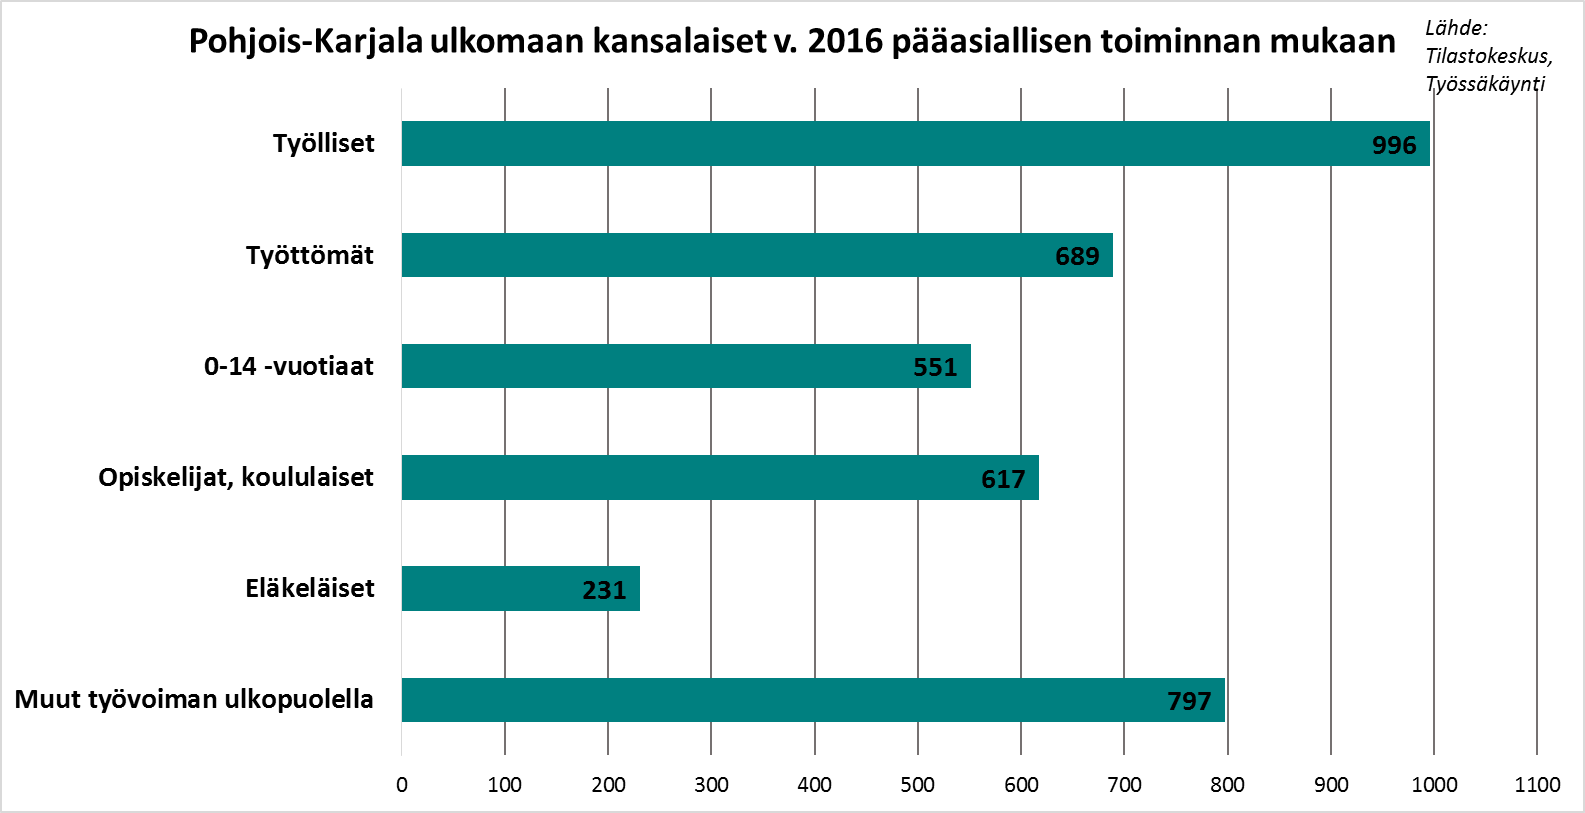 Pohjois-Karjala ulkomaan kansalaiset v. 2016 pääasiallisen toiminnan mukaan
Lähde:
Tilastokeskus,
Työssäkäynti
Työlliset
996
Työttömät
689
0-14 -vuotiaat
551
Opiskelijat, koululaiset
617
Eläkeläiset
231
Muut työvoiman ulkopuolella
797
0 100 200 300 400 500 600 700 800 900 1000 1100